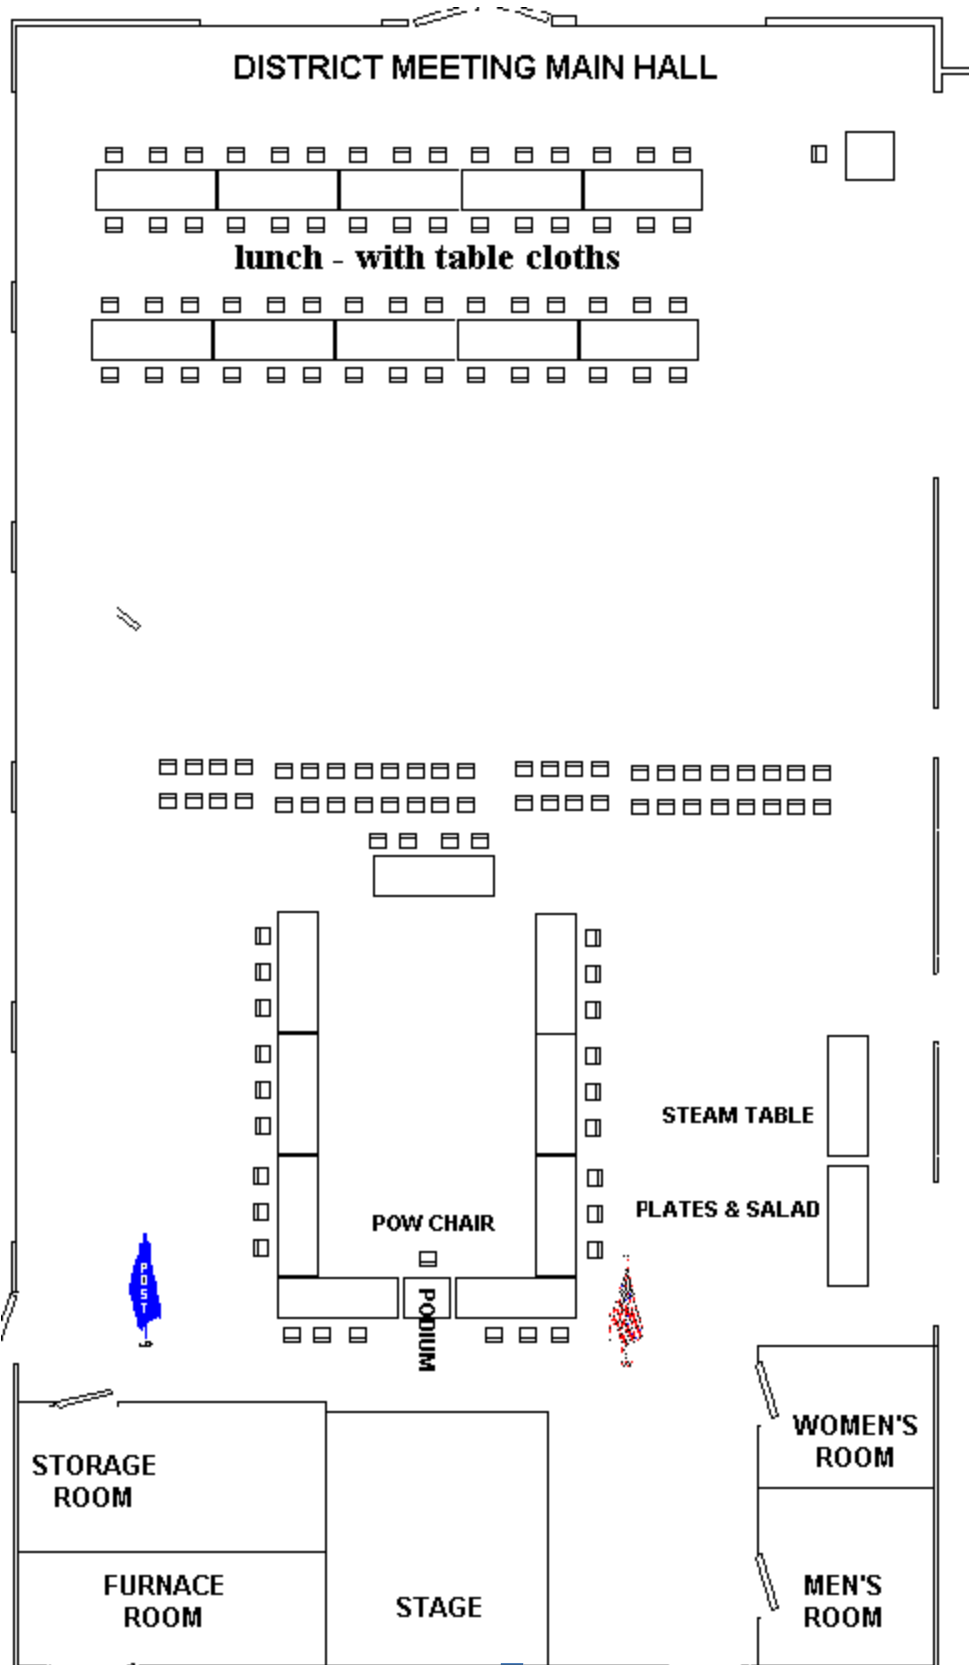 DISTRICT MEETING MAIN HALL
lunch - with table cloths
STEAM TABLE
PLATES & SALAD
POW CHAIR
POST
PODIUM
WOMEN'S
ROOM
STORAGE
ROOM
FURNACE
ROOM
STAGE
MEN'S
ROOM